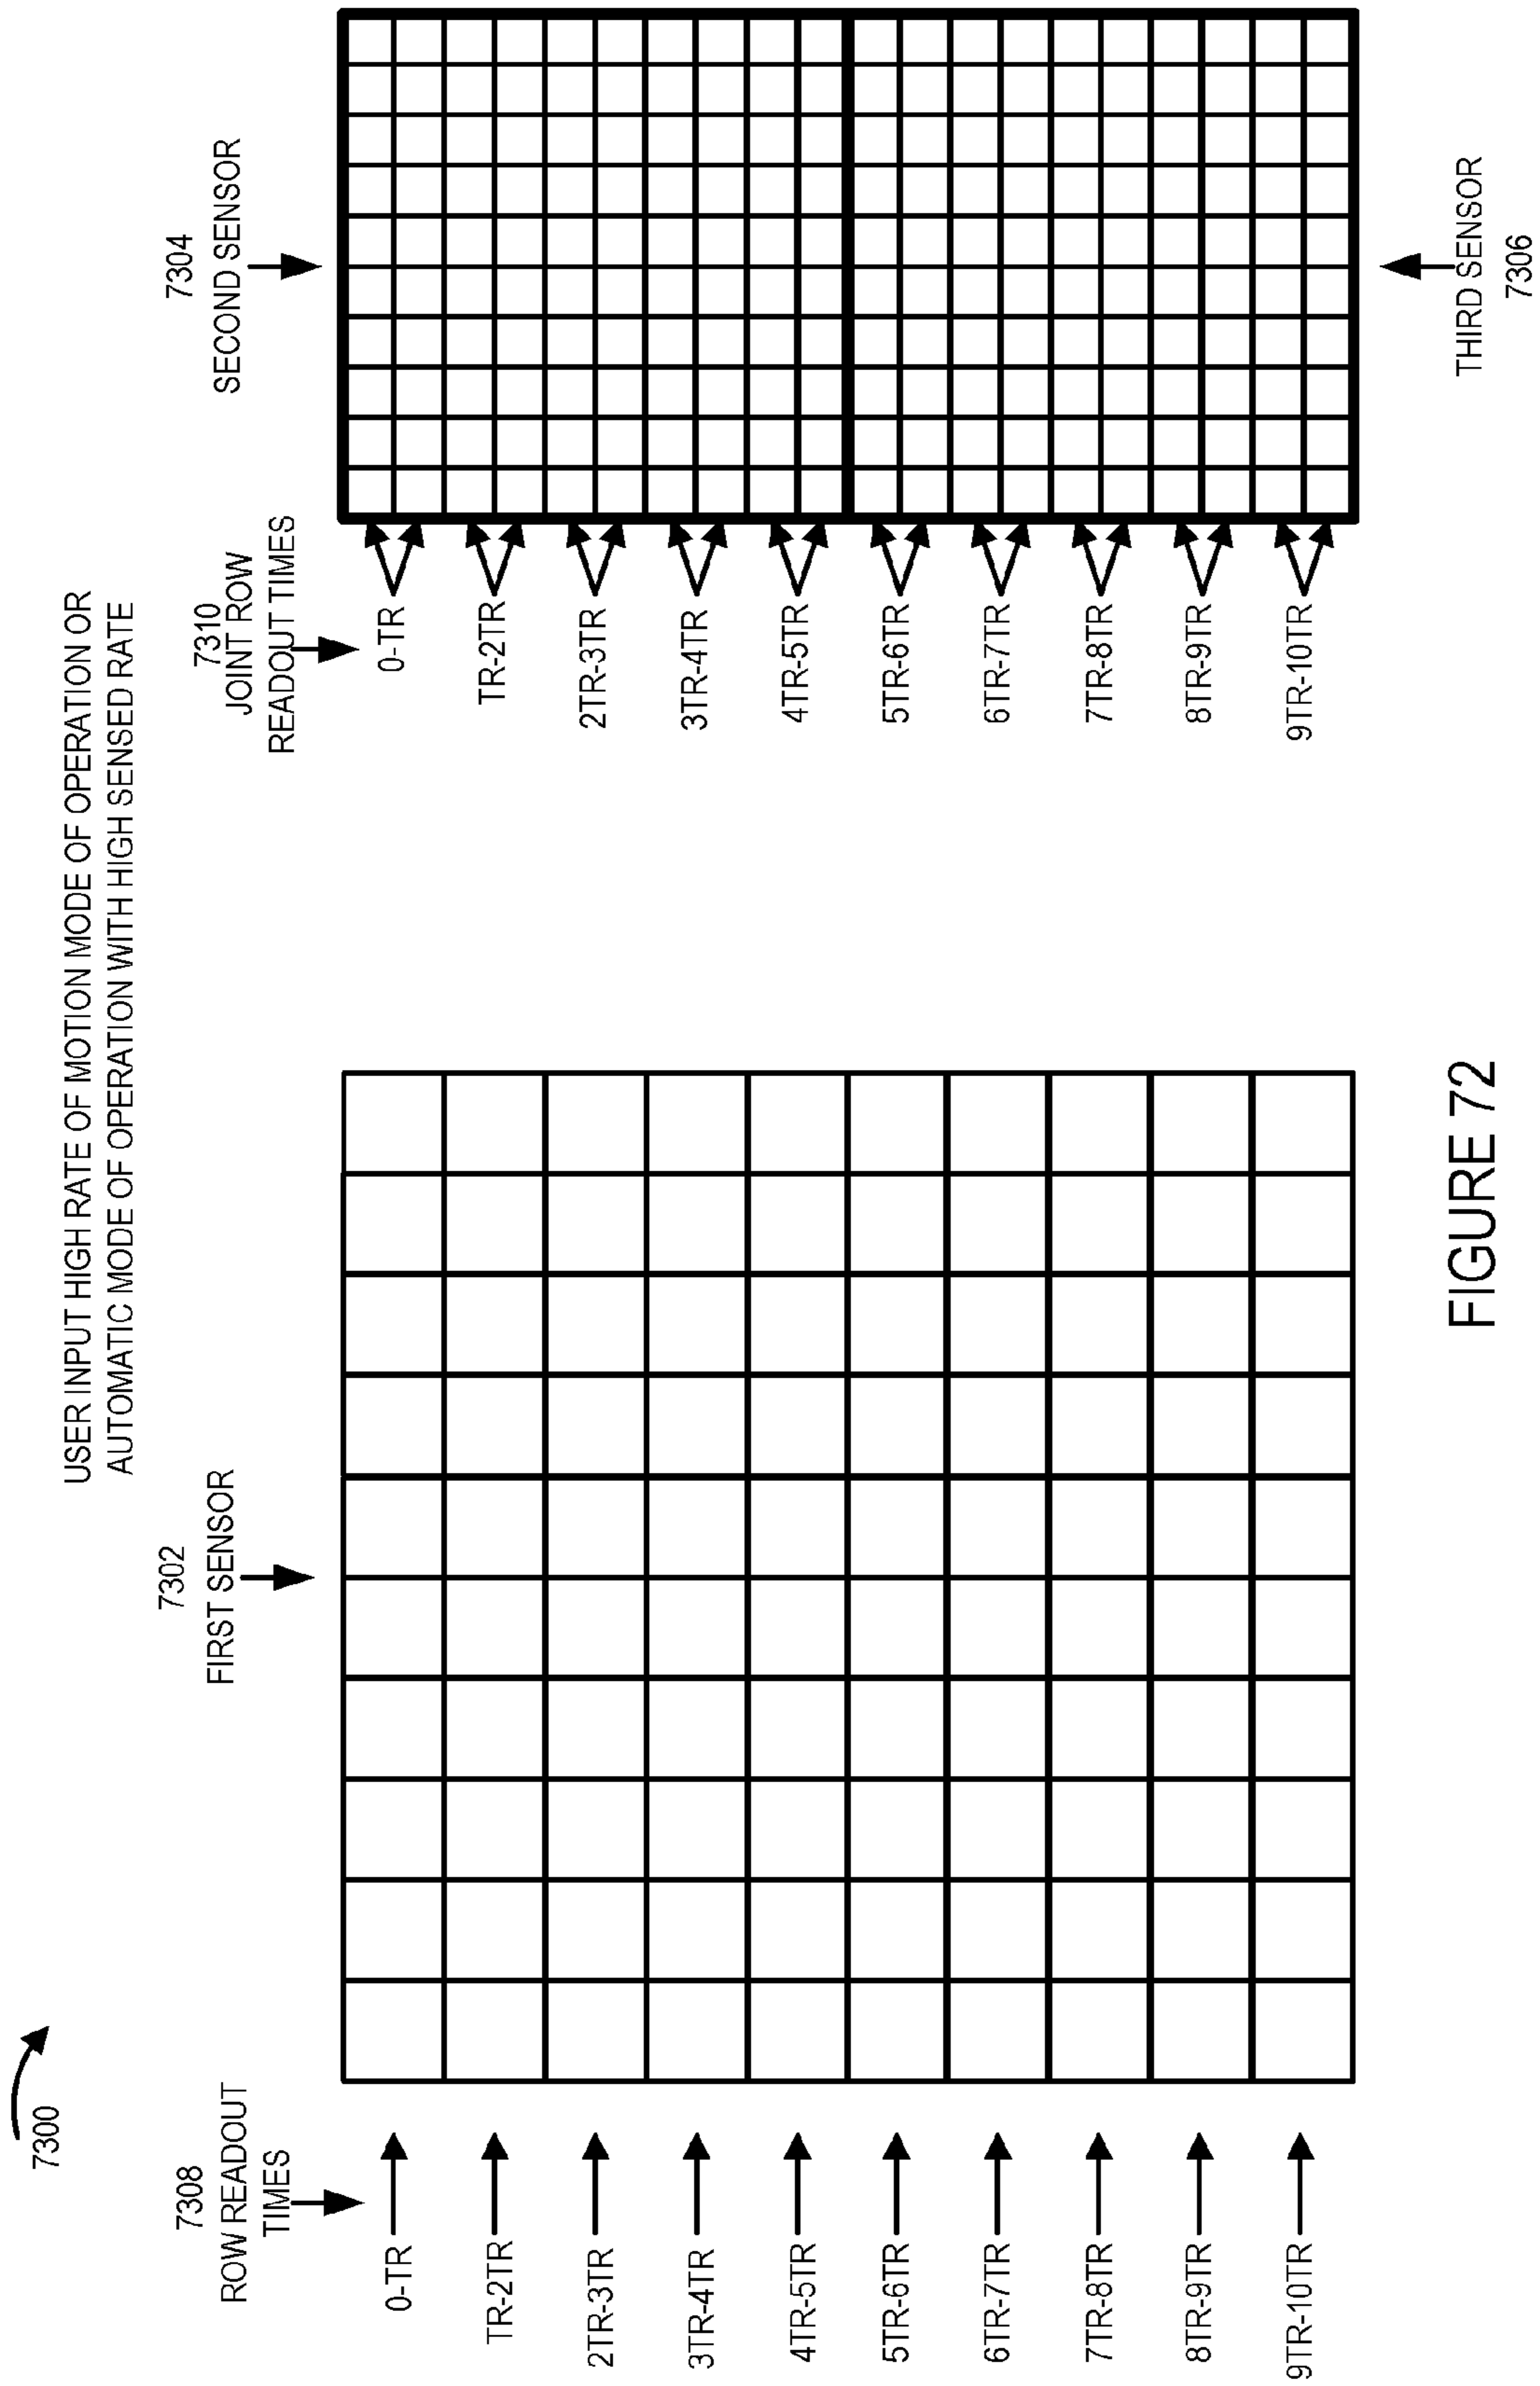 7300
USER INPUT HIGH RATE OF MOTION MODE OF OPERATION OR
AUTOMATIC MODE OF OPERATION WITH HIGH SENSED RATE
7308
ROW READOUT
TIMES
7302
FIRST SENSOR
7310
JOINT ROW
READOUT TIMES
7304
SECOND SENSOR
0-TR
TR-2TR
2TR-3TR
3TR-4TR
4TR-5TR
5TR-6TR
6TR-7TR
7TR-8TR
8TR-9TR
9TR-10TR
0-TR
TR-2TR
2TR-3TR
3TR-4TR
4TR-5TR
5TR-6TR
6TR-7TR
7TR-8TR
8TR-9TR
9TR-10TR
THIRD SENSOR
7306
FIGURE 72